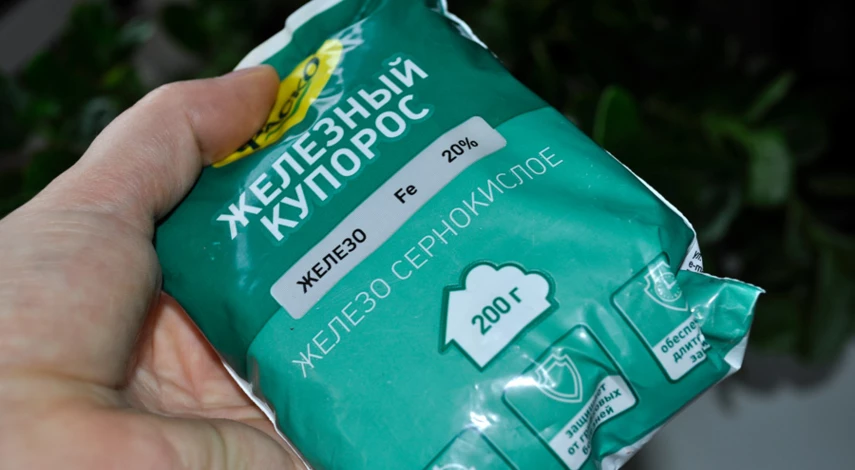 ЖЕЛЕЗНЫЙ
КУПОРОС
ЖЕЛЕЗО Fe 20%
ЖЕЛЕЗО СЕРНОКИСЛОЕ
200 г